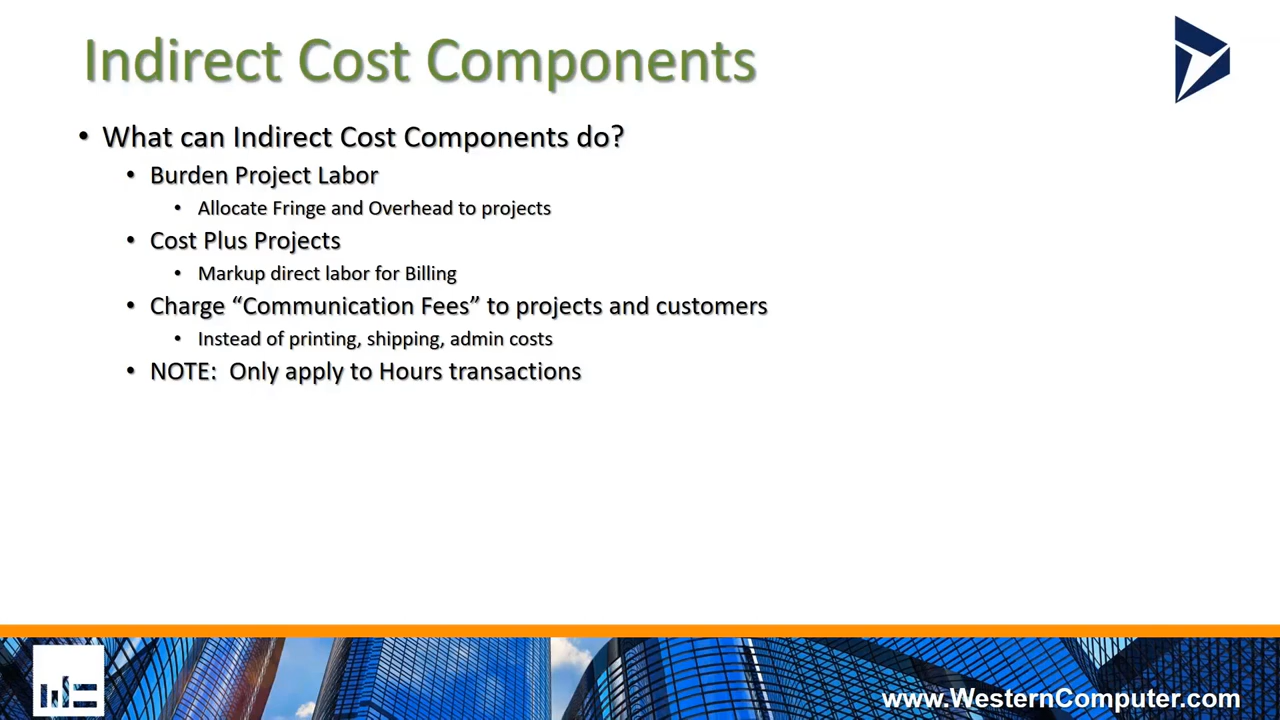 Indirect Cost Components
• What can Indirect Cost Components do?
• Burden Project Labor
• Allocate Fringe and Overhead to projects
• Cost Plus Projects
• Markup direct labor for Billing
• Charge “Communication Fees” to projects and customers
• Instead of printing, shipping, admin costs
• NOTE:  Only apply to Hours transactions
www.WesternComputer.com